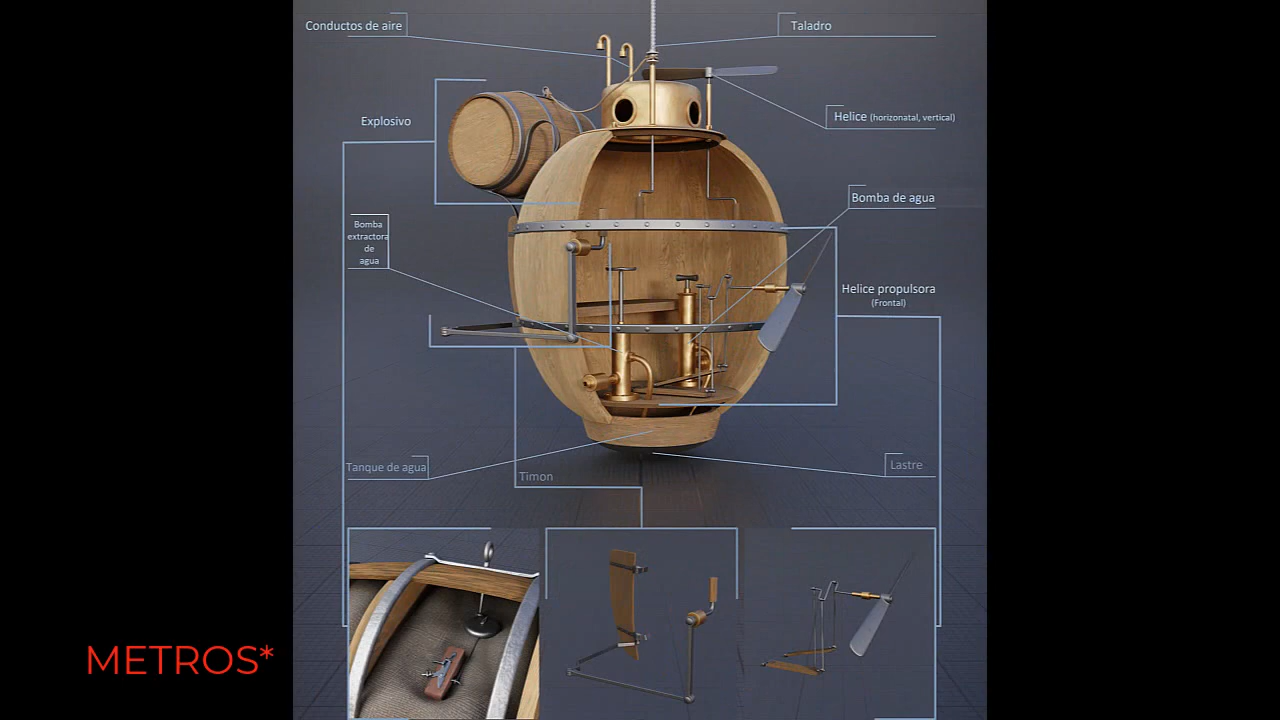 Conductos de aire
Taladro
Explosivo
Helice (horizonatal, vertical)
Bomba de agua
Bomba
extractora
de
agua
Helice propulsora
(Frontal)
Tanque de agua
Timon
Lastre
METROS*